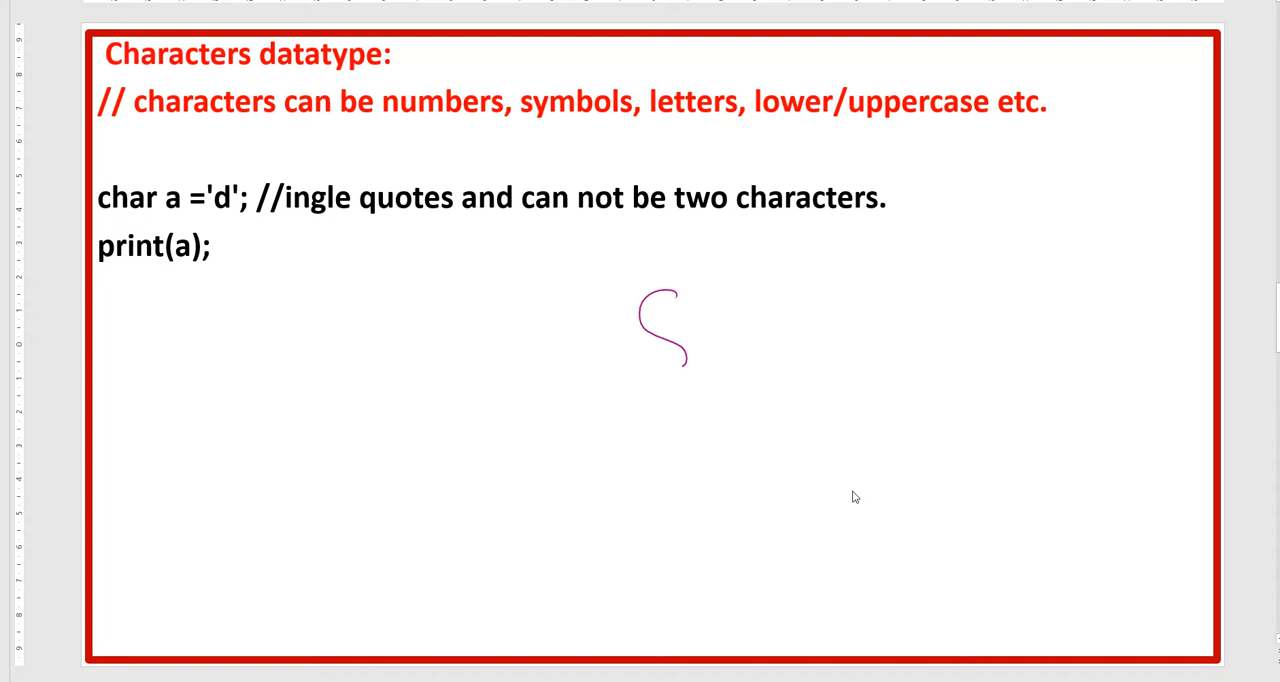 Characters datatype:
// characters can be numbers, symbols, letters, lower/uppercase etc.
char a ='d'; //ingle quotes and can not be two characters.
print(a);
S